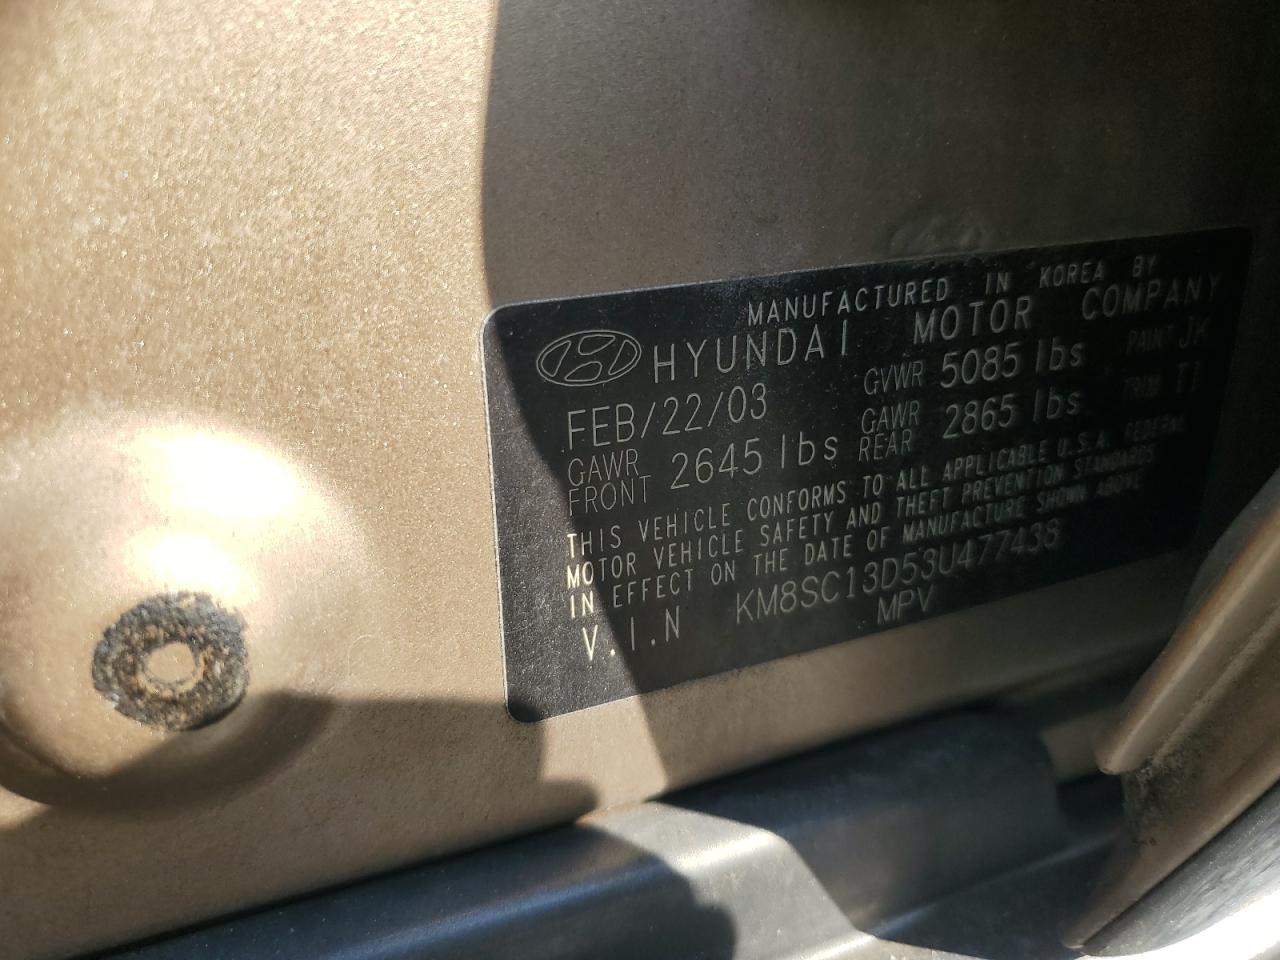 MANUFACTURED IN KOREA BY
HYUNDAI MOTOR COMPANY
FEB/22/03 GVWR 5085 lbs PAINT JK
GAWR FRONT 2645 lbs GAWR REAR 2865 lbs TRIM TI
THIS VEHICLE CONFORMS TO ALL APPLICABLE U.S.A. FEDERAL
MOTOR VEHICLE SAFETY AND THEFT PREVENTION STANDARDS
IN EFFECT ON THE DATE OF MANUFACTURE SHOWN ABOVE
V.I.N KM8SC13D53U477438
MPV